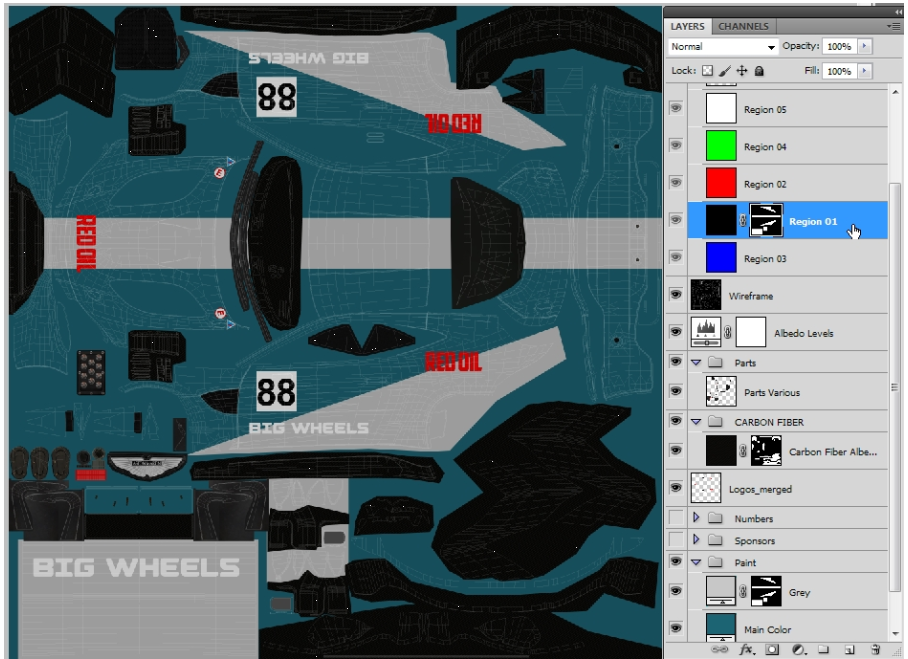 LAYERS CHANNELS
Normal Opacity: 100%
Lock: Fill: 100%
Region 05
Region 04
Region 02
Region 01
Region 03
Wireframe
Albedo Levels
Parts
Parts Various
CARBON FIBER
Carbon Fiber Albe...
Logos_merged
Numbers
Sponsors
Paint
Grey
Main Color
fx
BIG WHEELS
88
RED OIL
E
RED OIL
E
RED OIL
88
BIG WHEELS
BIG WHEELS